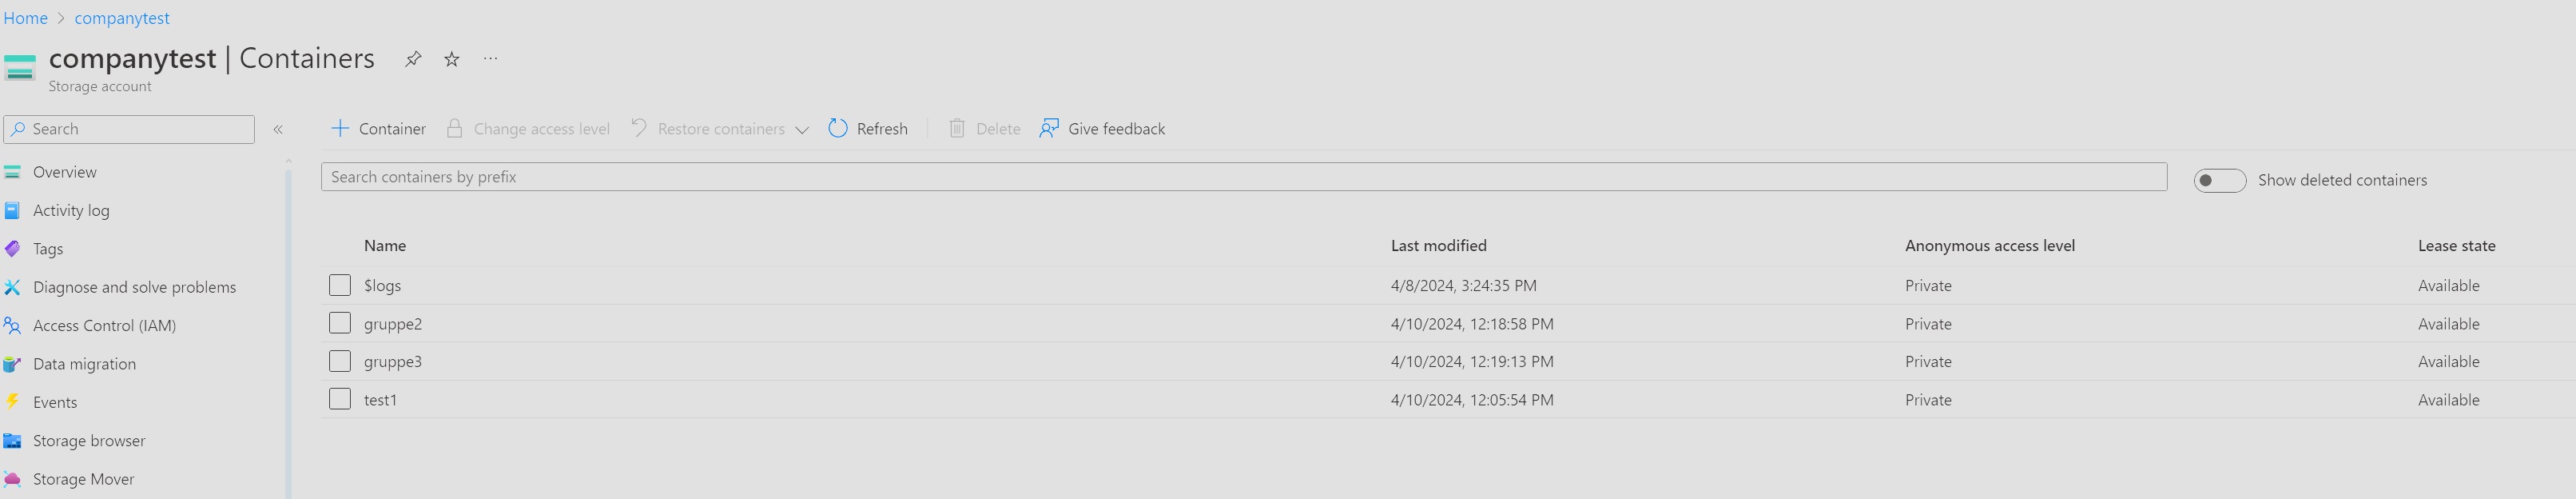 Home > companytest
companytest | Containers ...
Storage account
Search «
+ Container Change access level Restore containers Refresh Delete Give feedback
Search containers by prefix Show deleted containers
Overview
Activity log
Tags
Diagnose and solve problems
Access Control (IAM)
Data migration
Events
Storage browser
Storage Mover
Name Last modified Anonymous access level Lease state
$logs 4/8/2024, 3:24:35 PM Private Available
gruppe2 4/10/2024, 12:18:58 PM Private Available
gruppe3 4/10/2024, 12:19:13 PM Private Available
test1 4/10/2024, 12:05:54 PM Private Available